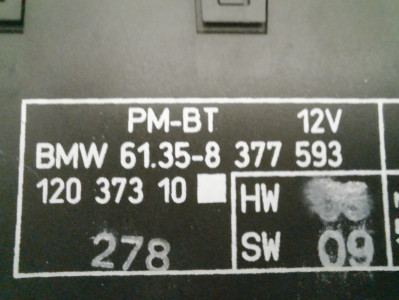 PM-BT 12V
BMW 61.35-8 377 593
120 373 10
HW
278
SW 09